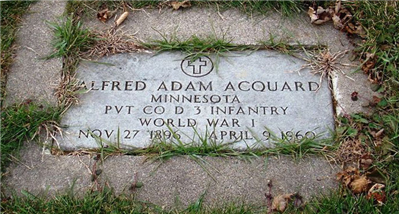 ALFRED ADAM ACQUARD
MINNESOTA
PVT CO D 3 INFANTRY
WORLD WAR I
NOV 27 1896 APRIL 9 1960